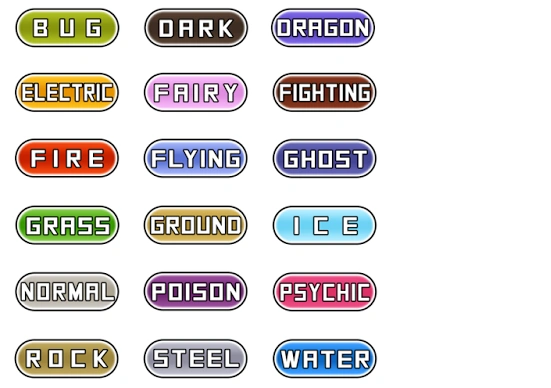 BUG DARK DRAGON
ELECTRIC FAIRY FIGHTING
FIRE FLYING GHOST
GRASS GROUND ICE
NORMAL POISON PSYCHIC
ROCK STEEL WATER